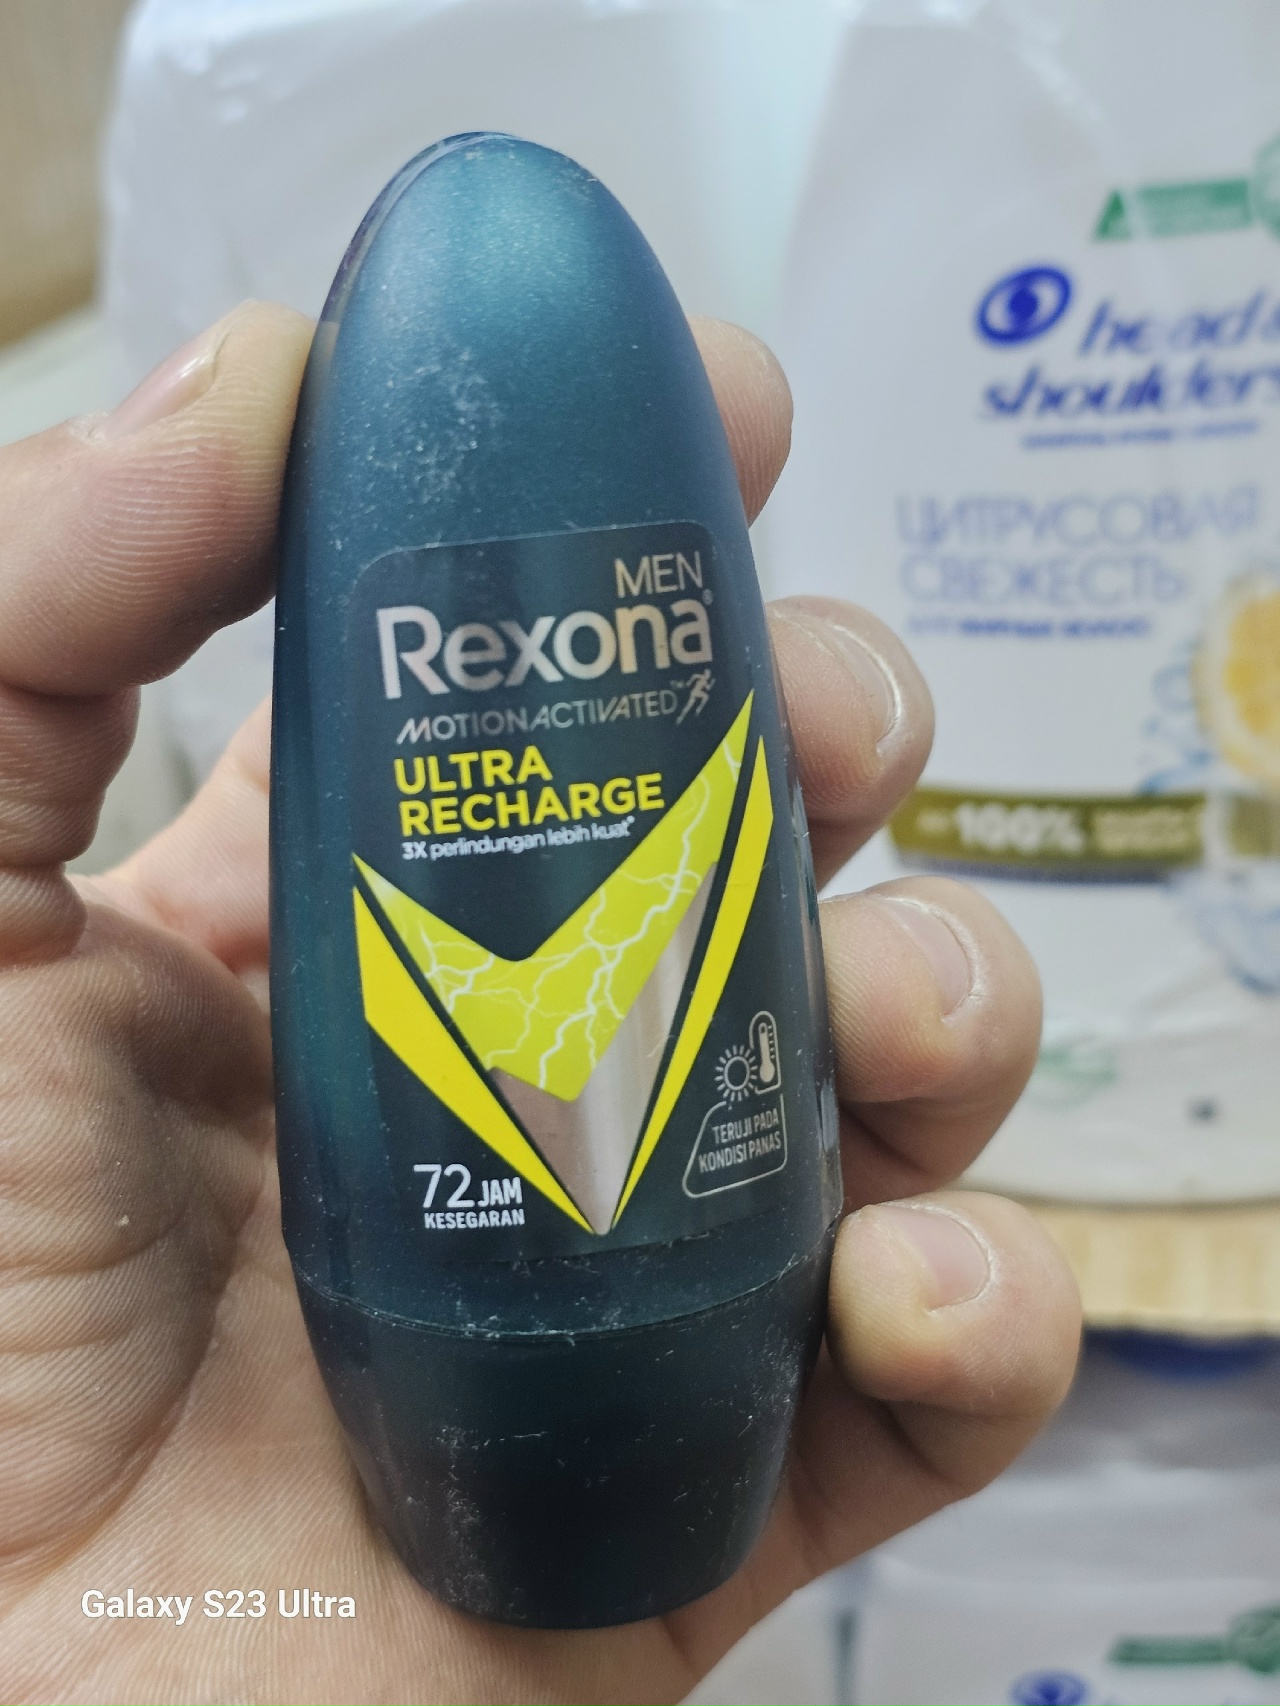 MEN
Rexona®
MOTIONACTIVATED™
ULTRA
RECHARGE
3X perlindungan lebih kuat*
TERUJI PADA
KONDISI PANAS
72 JAM
KESEGARAN
head &
shoulders
ЦИТРУСОВАЯ
СВЕЖЕСТЬ
100%
Galaxy S23 Ultra